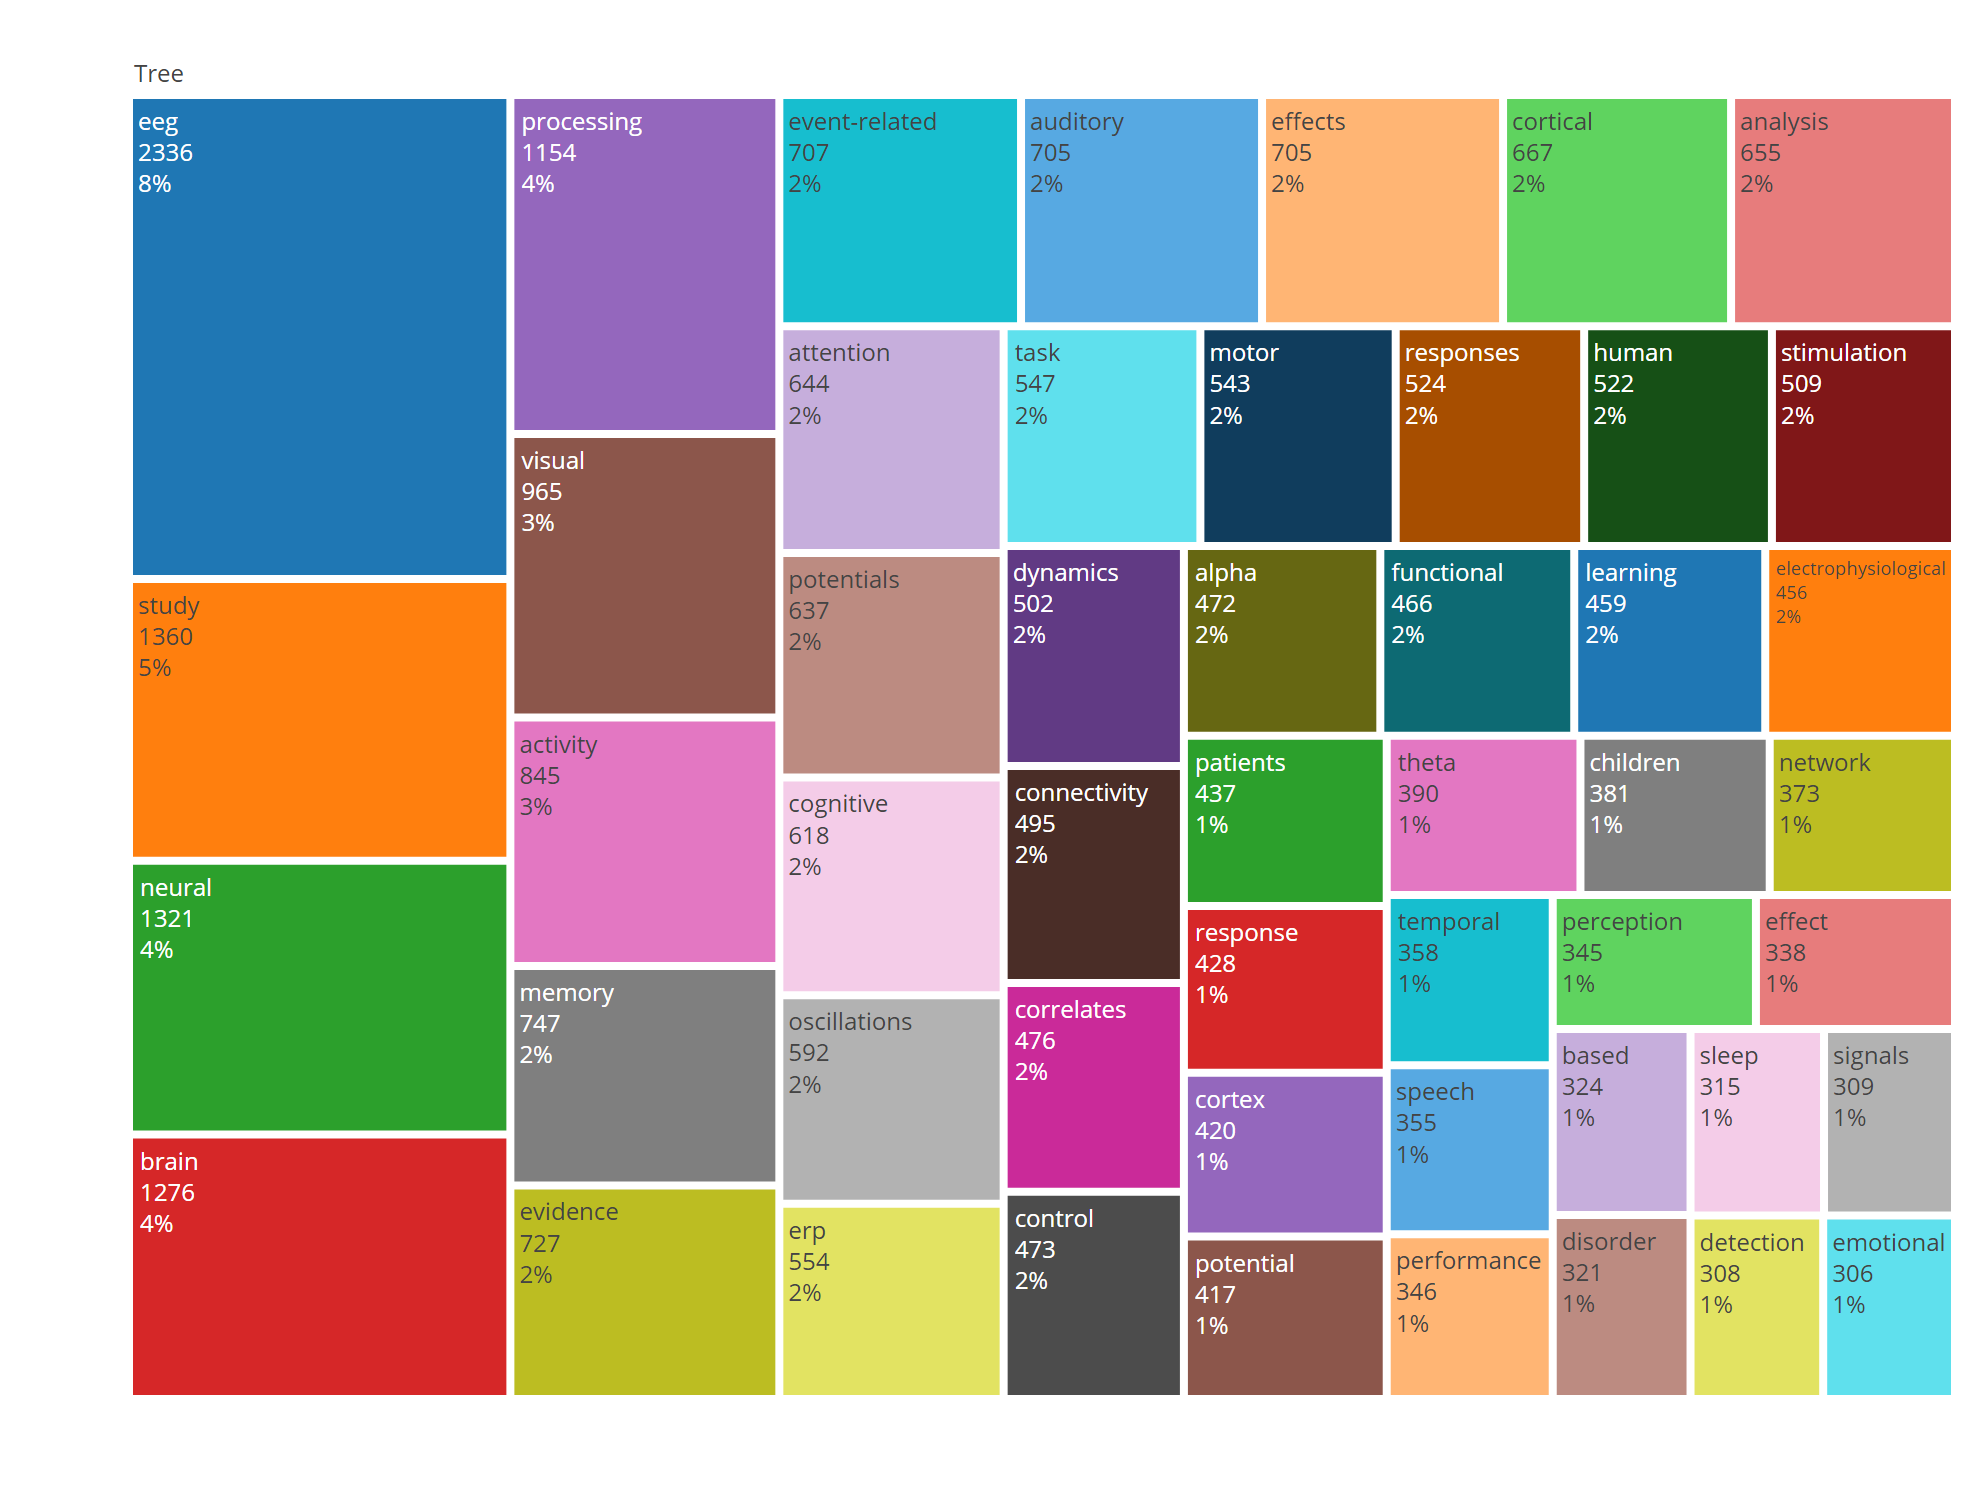 Tree
eeg
2336
8%
study
1360
5%
neural
1321
4%
brain
1276
4%
processing
1154
4%
visual
965
3%
activity
845
3%
memory
747
2%
evidence
727
2%
event-related
707
2%
auditory
705
2%
effects
705
2%
cortical
667
2%
analysis
655
2%
attention
644
2%
potentials
637
2%
cognitive
618
2%
oscillations
592
2%
erp
554
2%
task
547
2%
motor
543
2%
responses
524
2%
human
522
2%
stimulation
509
2%
dynamics
502
2%
connectivity
495
2%
correlates
476
2%
control
473
2%
alpha
472
2%
functional
466
2%
learning
459
2%
electrophysiological
456
2%
patients
437
1%
response
428
1%
cortex
420
1%
potential
417
1%
theta
390
1%
children
381
1%
network
373
1%
temporal
358
1%
speech
355
1%
performance
346
1%
perception
345
1%
effect
338
1%
based
324
1%
disorder
321
1%
sleep
315
1%
signals
309
1%
detection
308
1%
emotional
306
1%